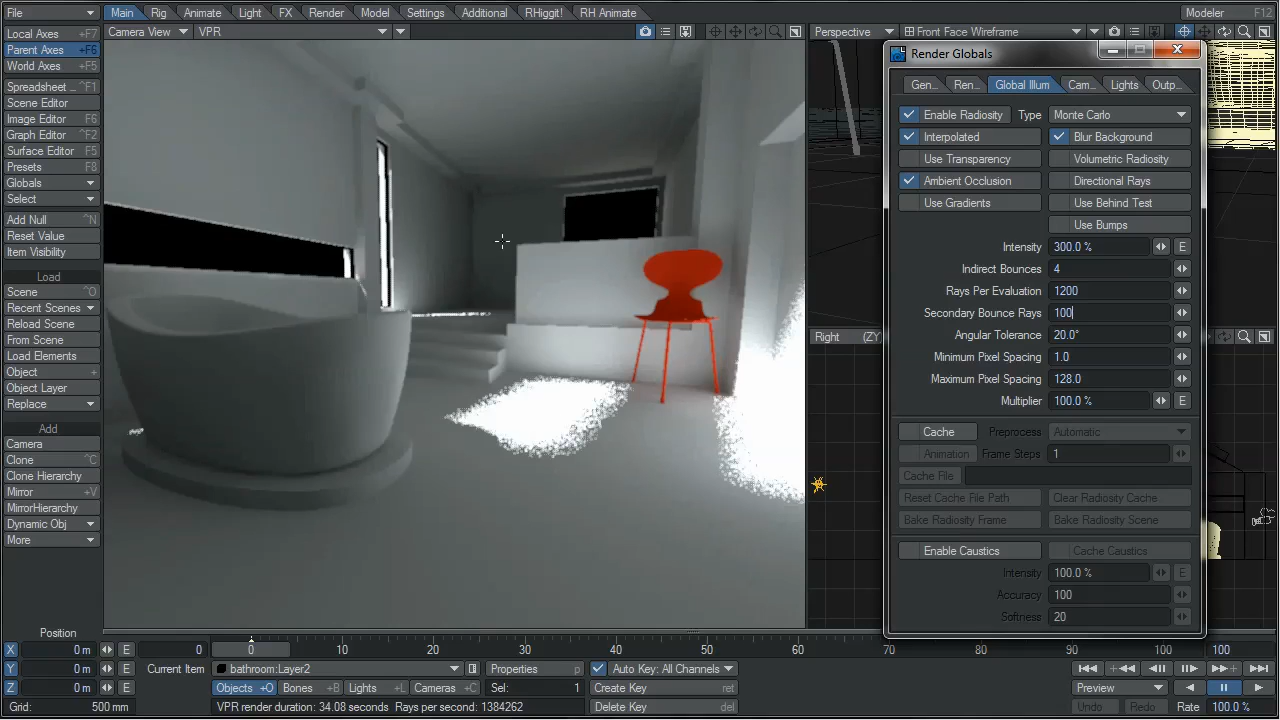 File Main Rig Animate Light FX Render Model Settings Additional RHiggit! RH Animate Modeler F12
Local Axes +F7
Parent Axes +F6
World Axes +F5
Spreadsheet ... ^F1
Scene Editor
Image Editor F6
Graph Editor ^F2
Surface Editor F5
Presets F8
Globals
Select
Add Null ^N
Reset Value
Item Visibility
Load
Scene ^O
Recent Scenes
Reload Scene
From Scene
Load Elements
Object +
Object Layer
Replace
Add
Camera
Clone ^C
Clone Hierarchy
Mirror +V
MirrorHierarchy
Dynamic Obj
More
Camera View VPR
Perspective Front Face Wireframe
Right (ZY)
Render Globals
Gen... Ren... Global Illum Cam... Lights Outp...
Enable Radiosity Type Monte Carlo
Interpolated Blur Background
Use Transparency Volumetric Radiosity
Ambient Occlusion Directional Rays
Use Gradients Use Behind Test
Use Bumps
Intensity 300.0 % E
Indirect Bounces 4
Rays Per Evaluation 1200
Secondary Bounce Rays 100
Angular Tolerance 20.0°
Minimum Pixel Spacing 1.0
Maximum Pixel Spacing 128.0
Multiplier 100.0 % E
Cache Preprocess Automatic
Animation Frame Steps 1
Cache File
Reset Cache File Path Clear Radiosity Cache
Bake Radiosity Frame Bake Radiosity Scene
Enable Caustics Cache Caustics
Intensity 100.0 % E
Accuracy 100
Softness 20
Position
X 0 m E 0 0 10 20 30 40 50 60 70 80 90 100 100
Y 0 m E Current Item bathroom:Layer2 Properties p Auto Key: All Channels
Z 0 m E Objects +O Bones +B Lights +L Cameras +C Sel: 1 Create Key ret Preview
Grid: 500 mm VPR render duration: 34.08 seconds Rays per second: 1384262 Delete Key del Undo Redo Rate 100.0 %